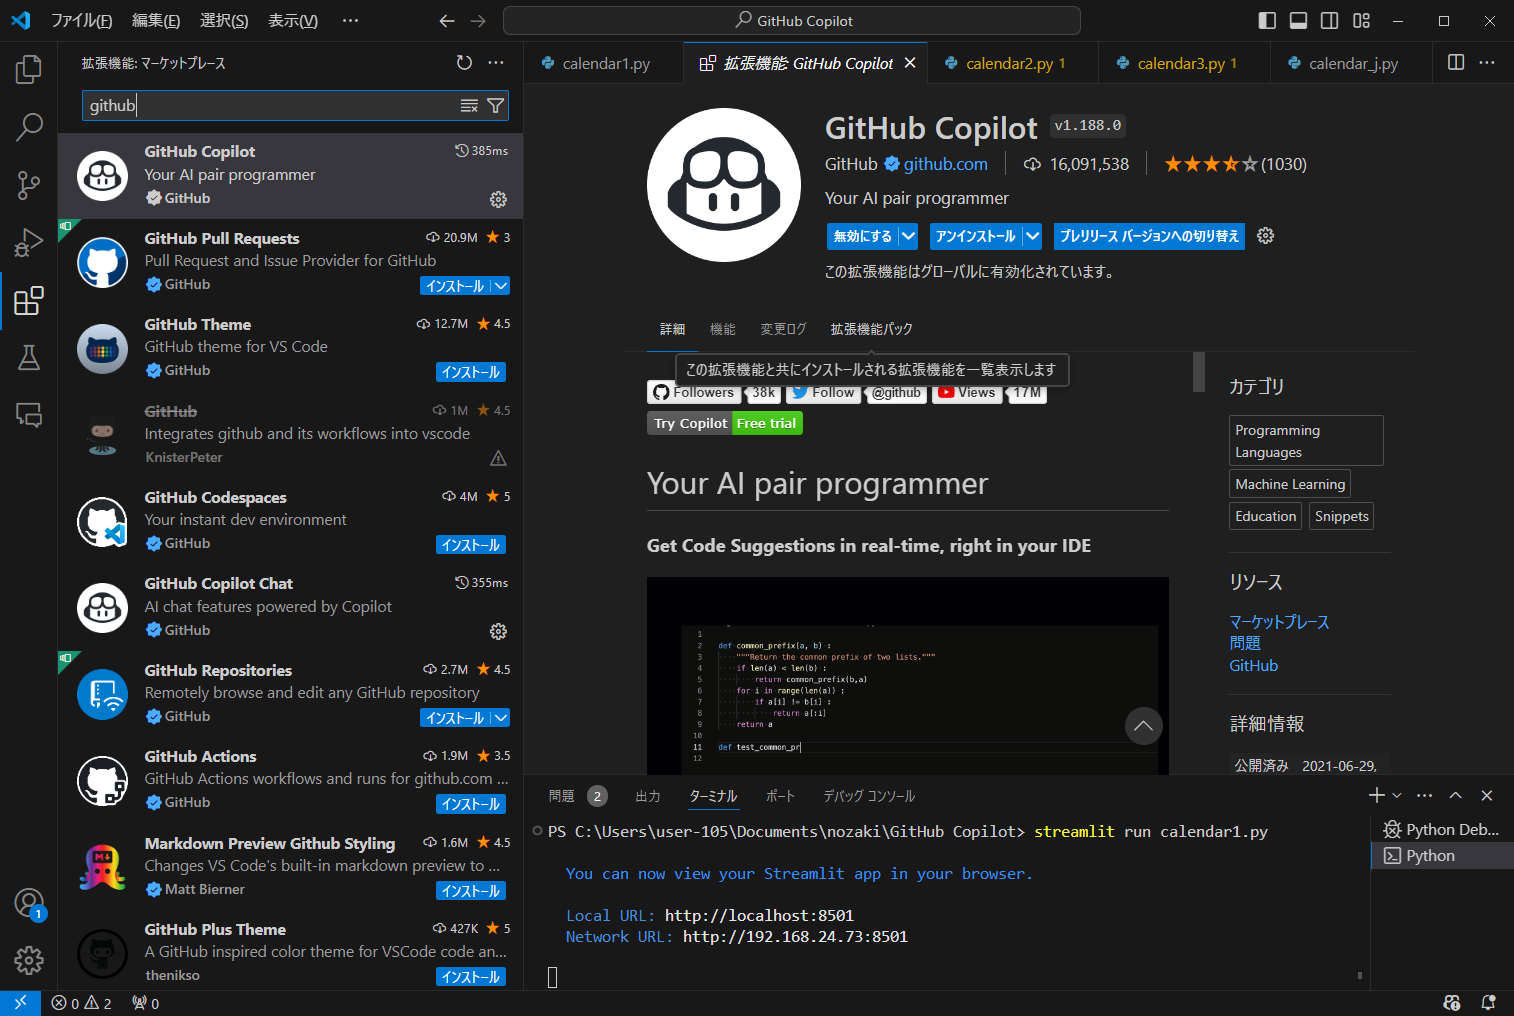 ファイル(F) 編集(E) 選択(S) 表示(V) ··· GitHub Copilot
拡張機能: マーケットプレース
github
GitHub Copilot 385ms
Your AI pair programmer
GitHub
GitHub Pull Requests 20.9M 3
Pull Request and Issue Provider for GitHub
GitHub インストール
GitHub Theme 12.7M 4.5
GitHub theme for VS Code
GitHub インストール
GitHub 1M 4.5
Integrates github and its workflows into vscode
KnisterPeter
GitHub Codespaces 4M 5
Your instant dev environment
GitHub インストール
GitHub Copilot Chat 355ms
AI chat features powered by Copilot
GitHub
GitHub Repositories 2.7M 4.5
Remotely browse and edit any GitHub repository
GitHub インストール
GitHub Actions 1.9M 3.5
GitHub Actions workflows and runs for github.com ...
GitHub インストール
Markdown Preview Github Styling 1.6M 4.5
Changes VS Code's built-in markdown preview to ...
Matt Bierner インストール
GitHub Plus Theme 427K 5
A GitHub inspired color theme for VSCode code an...
thenikso インストール
1
calendar1.py 拡張機能: GitHub Copilot calendar2.py 1 calendar3.py 1 calendar_j.py
GitHub Copilot v1.188.0
GitHub github.com 16,091,538 (1030)
Your AI pair programmer
無効にする アンインストール プレリリース バージョンへの切り替え
この拡張機能はグローバルに有効化されています。
詳細 機能 変更ログ 拡張機能パック
この拡張機能と共にインストールされる拡張機能を一覧表示します
Followers 38k Follow @github Views 17M
Try Copilot Free trial
Your AI pair programmer
Get Code Suggestions in real-time, right in your IDE
1
2 def common_prefix(a, b) :
3 """Return the common prefix of two lists."""
4 if len(a) < len(b) :
5 return common_prefix(b,a)
6 for i in range(len(a)) :
7 if a[i] != b[i] :
8 return a[:i]
9 return a
10
11 def test_common_pr
12
カテゴリ
Programming
Languages
Machine Learning
Education Snippets
リソース
マーケットプレース
問題
GitHub
詳細情報
公開済み 2021-06-29,
問題 2 出力 ターミナル ポート デバッグ コンソール
PS C:\Users\user-105\Documents\nozaki\GitHub Copilot> streamlit run calendar1.py
You can now view your Streamlit app in your browser.
Local URL: http://localhost:8501
Network URL: http://192.168.24.73:8501
Python Deb...
Python
0 2 0